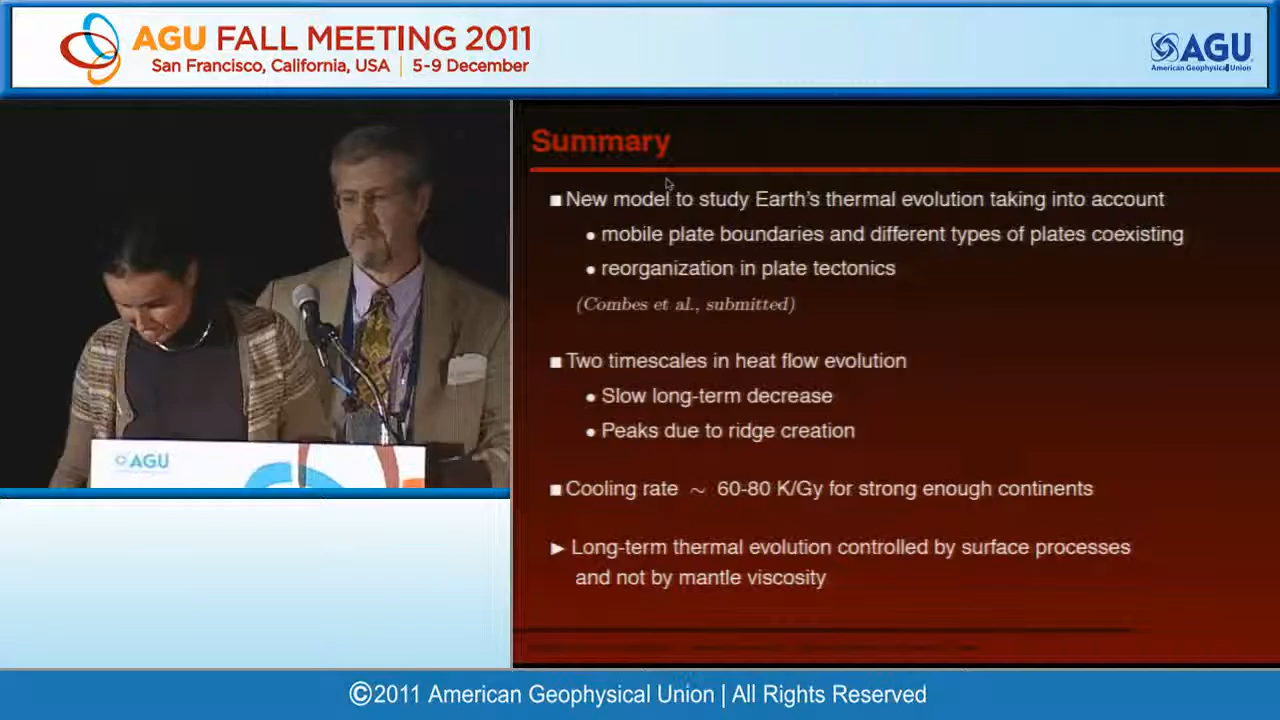 AGU FALL MEETING 2011
San Francisco, California, USA | 5-9 December
AGU
American Geophysical Union
Summary
New model to study Earth's thermal evolution taking into account
mobile plate boundaries and different types of plates coexisting
reorganization in plate tectonics
(Combes et al., submitted)
Two timescales in heat flow evolution
Slow long-term decrease
Peaks due to ridge creation
Cooling rate ~ 60-80 K/Gy for strong enough continents
Long-term thermal evolution controlled by surface processes
and not by mantle viscosity
AGU
©2011 American Geophysical Union | All Rights Reserved